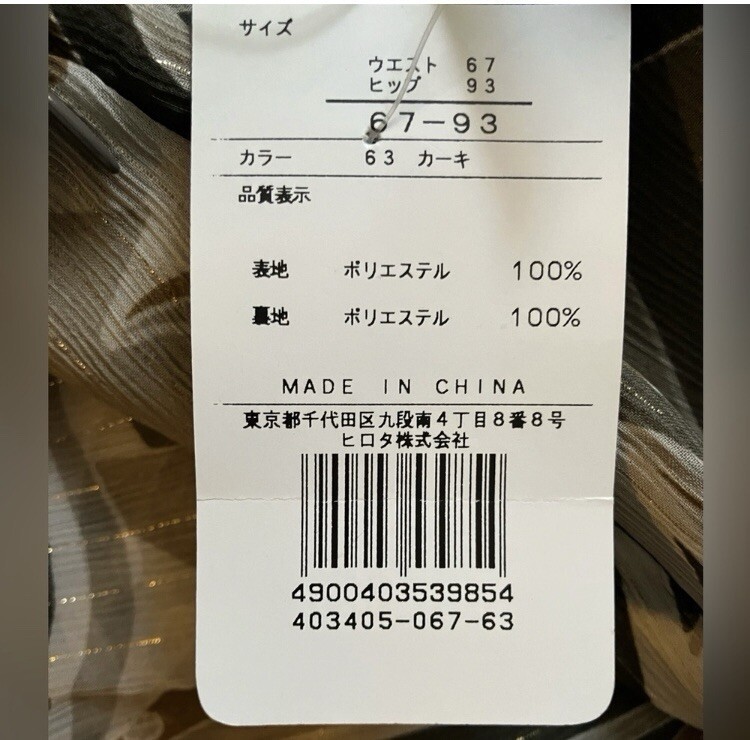 サイズ
ウエスト 67
ヒップ 93
67-93
カラー 63 カーキ
品質表示
表地 ポリエステル 100%
裏地 ポリエステル 100%
MADE IN CHINA
東京都千代田区九段南4丁目8番8号
ヒロタ株式会社
4900403539854
403405-067-63